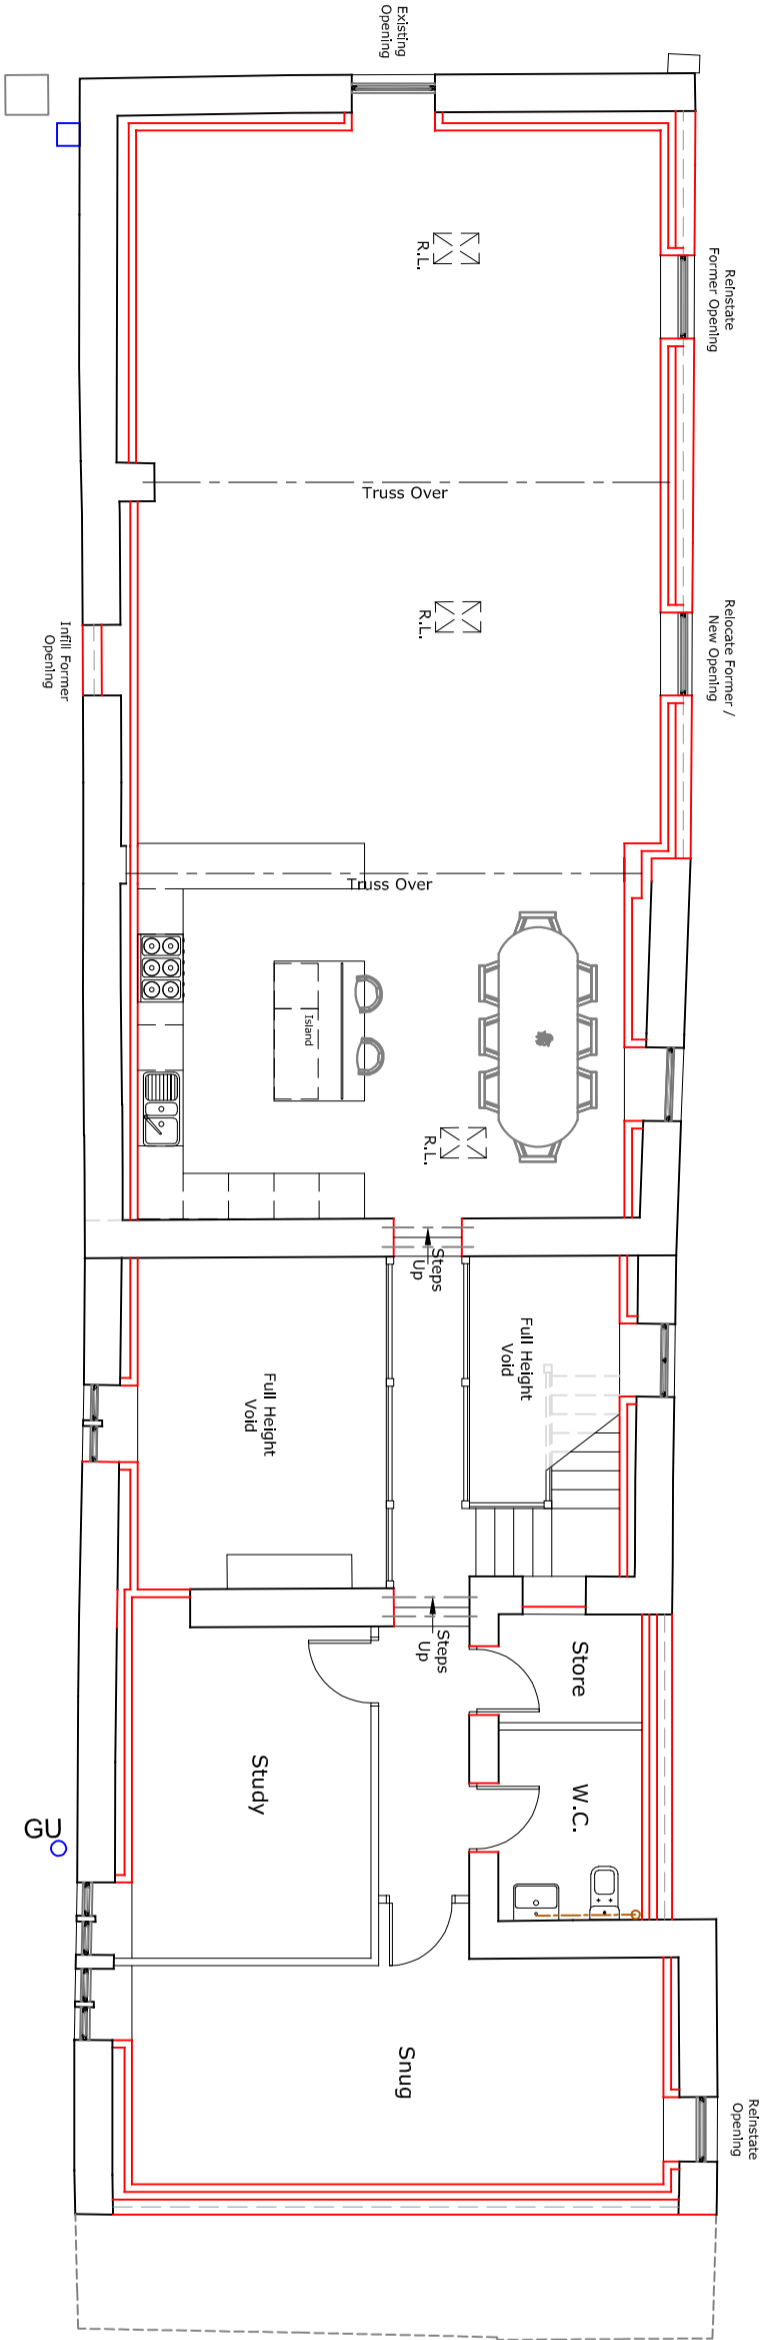 Existing
Opening
R.L.
Reinstate
Former Opening
Truss Over
R.L.
Relocate Former /
New Opening
Infill Former
Opening
Truss Over
Island
R.L.
Steps
Up
Full Height
Void
Full Height
Void
Steps
Up
Store
Study
W.C.
GU
Snug
Reinstate
Opening